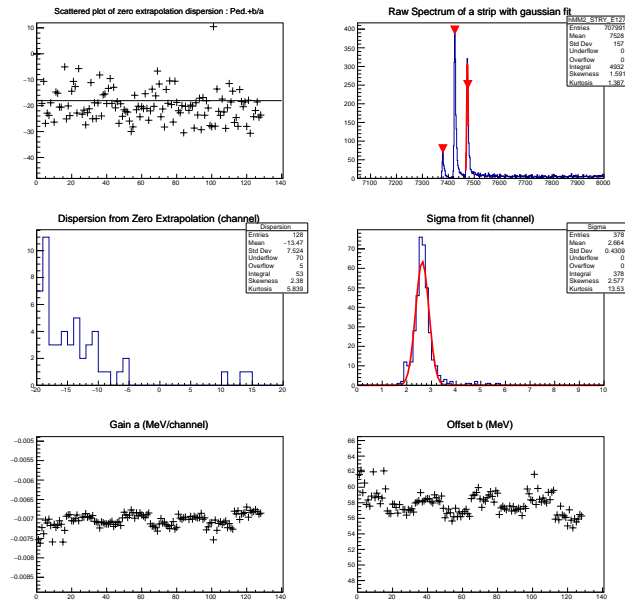 Scattered plot of zero extrapolation dispersion : Ped.+b/a
10
0
−10
−20
−30
−40
0 20 40 60 80 100 120 140
Raw Spectrum of a strip with gaussian fit
hMM2_STRY_E127
Entries 707991
Mean 7528
Std Dev 157
Underflow 0
Overflow 0
Integral 4932
Skewness 1.591
Kurtosis 1.387
400
350
300
250
200
150
100
50
0
7100 7200 7300 7400 7500 7600 7700 7800 7900 8000
Dispersion from Zero Extrapolation (channel)
Dispersion
Entries 128
Mean −13.47
Std Dev 7.524
Underflow 70
Overflow 5
Integral 53
Skewness 2.38
Kurtosis 5.839
10
8
6
4
2
0
−20 −15 −10 −5 0 5 10 15 20
Sigma from fit (channel)
Sigma
Entries 378
Mean 2.664
Std Dev 0.4309
Underflow 0
Overflow 0
Integral 378
Skewness 2.577
Kurtosis 13.53
70
60
50
40
30
20
10
0
0 1 2 3 4 5 6 7 8 9 10
Gain a (MeV/channel)
−0.005
−0.0055
−0.006
−0.0065
−0.007
−0.0075
−0.008
−0.0085
0 20 40 60 80 100 120 140
Offset b (MeV)
66
64
62
60
58
56
54
52
50
48
0 20 40 60 80 100 120 140